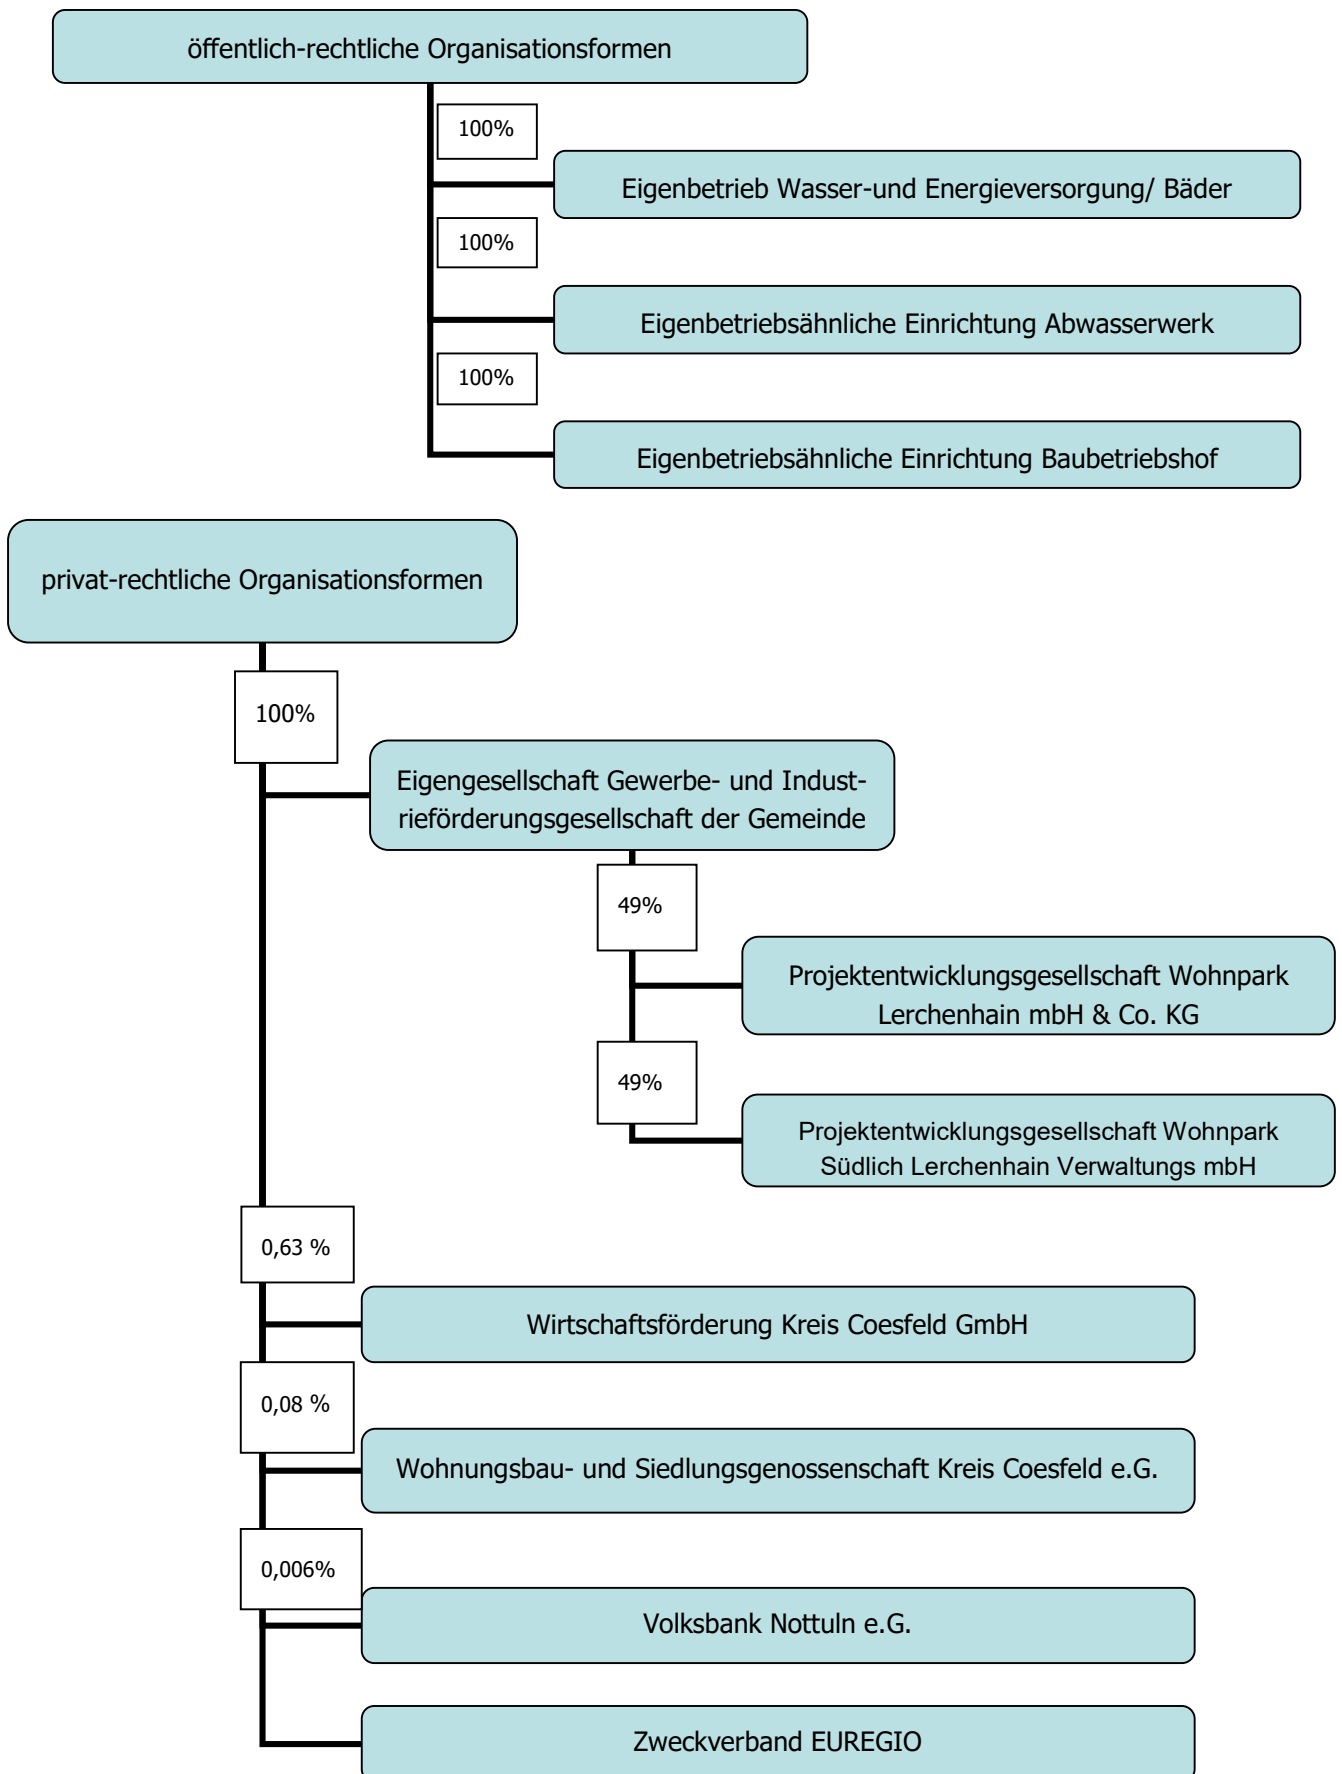 öffentlich-rechtliche Organisationsformen
100%
Eigenbetrieb Wasser-und Energieversorgung/ Bäder
100%
Eigenbetriebsähnliche Einrichtung Abwasserwerk
100%
Eigenbetriebsähnliche Einrichtung Baubetriebshof
privat-rechtliche Organisationsformen
100%
Eigengesellschaft Gewerbe- und Indust-
rieförderungsgesellschaft der Gemeinde
49%
Projektentwicklungsgesellschaft Wohnpark
Lerchenhain mbH & Co. KG
49%
Projektentwicklungsgesellschaft Wohnpark
Südlich Lerchenhain Verwaltungs mbH
0,63 %
Wirtschaftsförderung Kreis Coesfeld GmbH
0,08 %
Wohnungsbau- und Siedlungsgenossenschaft Kreis Coesfeld e.G.
0,006%
Volksbank Nottuln e.G.
Zweckverband EUREGIO